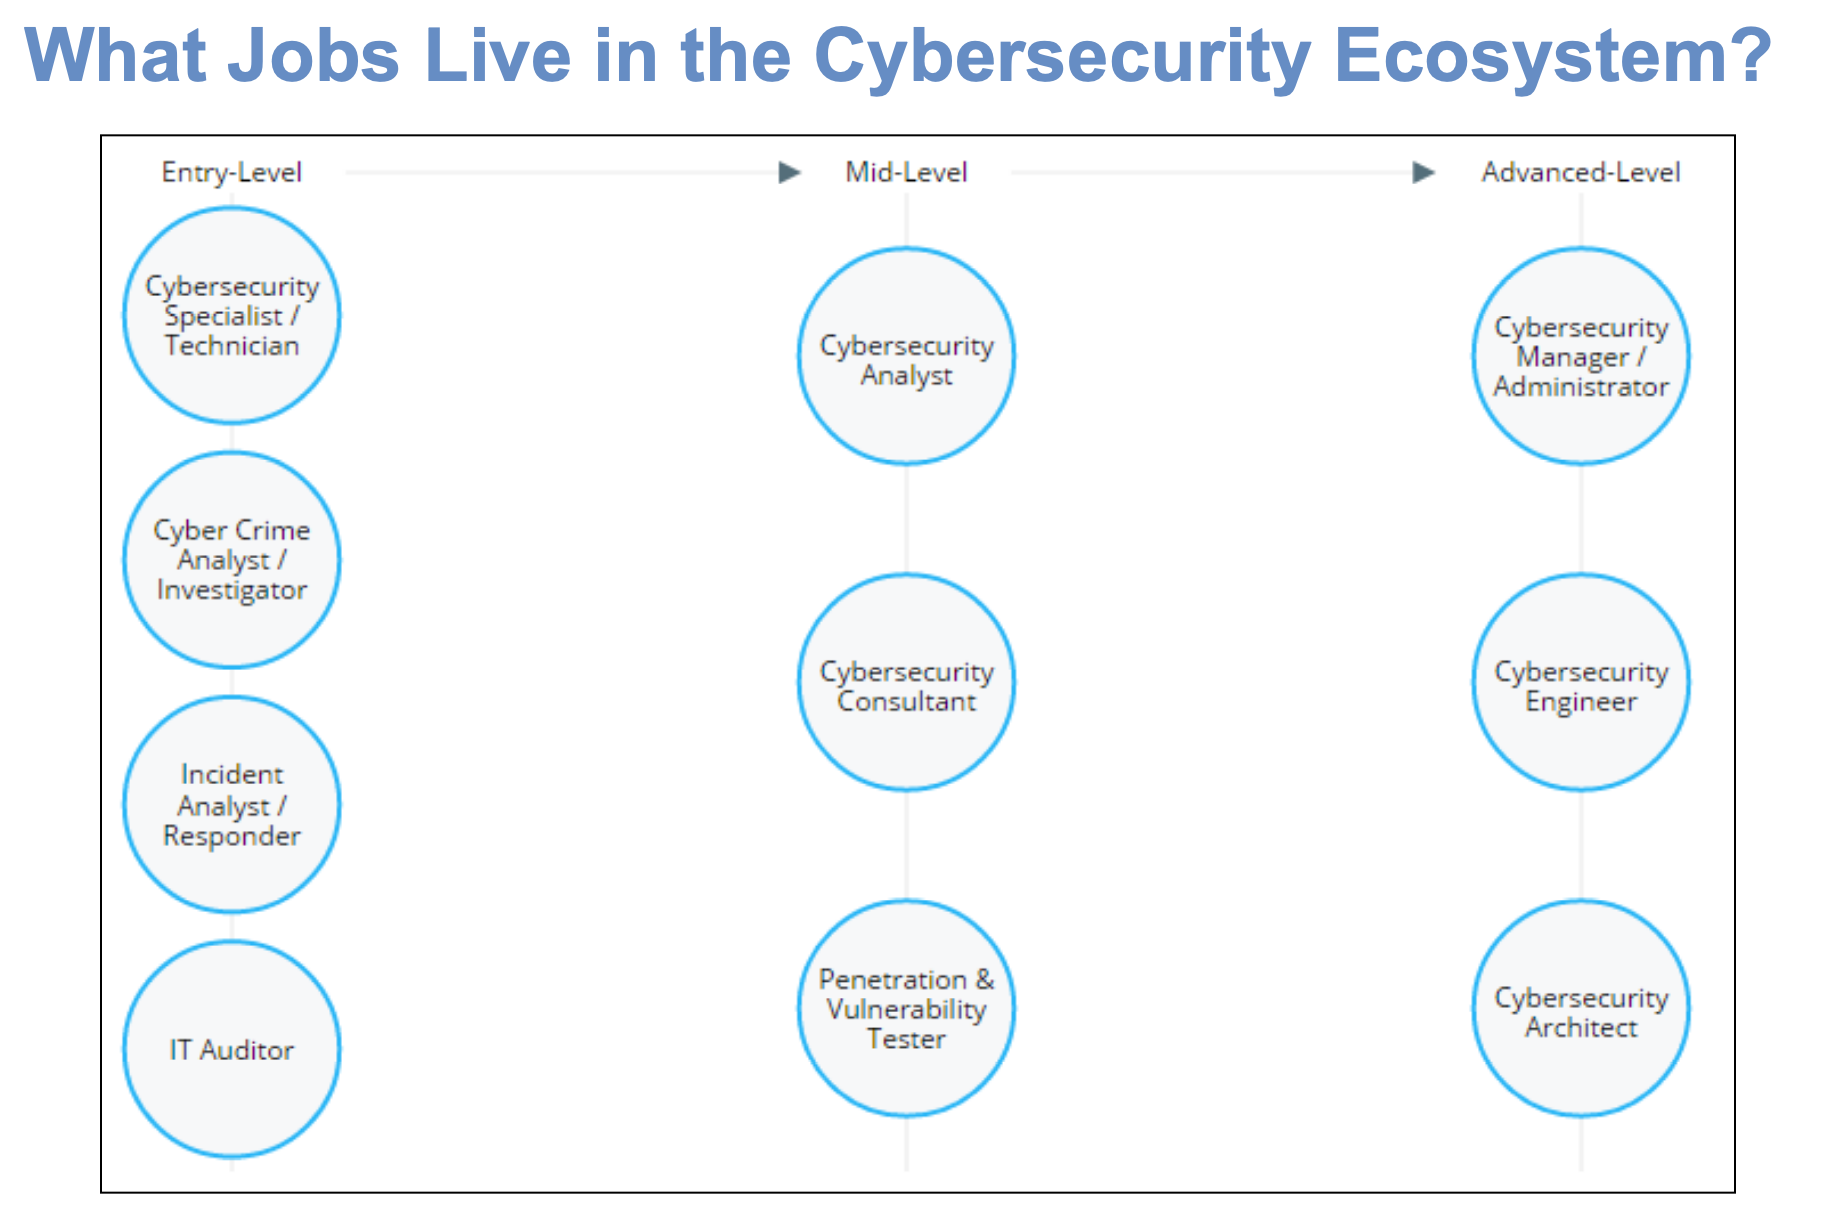 What Jobs Live in the Cybersecurity Ecosystem?
Entry-Level
Mid-Level
Advanced-Level
Cybersecurity
Specialist /
Technician
Cyber Crime
Analyst /
Investigator
Incident
Analyst /
Responder
IT Auditor
Cybersecurity
Analyst
Cybersecurity
Consultant
Penetration &
Vulnerability
Tester
Cybersecurity
Manager /
Administrator
Cybersecurity
Engineer
Cybersecurity
Architect